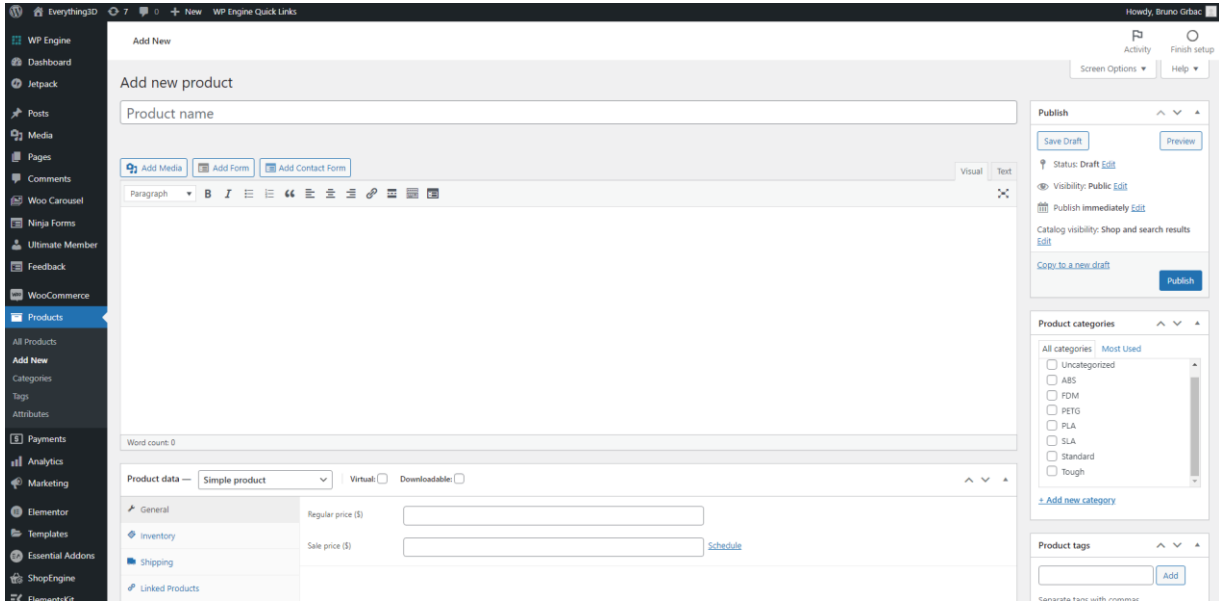 Everything3D 7 0 + New WP Engine Quick Links Howdy, Bruno Grbac
WP Engine
Dashboard
Jetpack
Posts
Media
Pages
Comments
Woo Carousel
Ninja Forms
Ultimate Member
Feedback
WooCommerce
Products
All Products
Add New
Categories
Tags
Attributes
Payments
Analytics
Marketing
Elementor
Templates
Essential Addons
ShopEngine
ElementsKit
Add New
Activity Finish setup
Screen Options Help
Add new product
Product name
Add Media Add Form Add Contact Form
Visual Text
Paragraph B I
Word count: 0
Product data — Simple product Virtual: Downloadable:
General
Inventory
Shipping
Linked Products
Regular price ($)
Sale price ($) Schedule
Publish
Save Draft Preview
Status: Draft Edit
Visibility: Public Edit
Publish immediately Edit
Catalog visibility: Shop and search results
Edit
Copy to a new draft
Publish
Product categories
All categories Most Used
Uncategorized
ABS
FDM
PETG
PLA
SLA
Standard
Tough
+ Add new category
Product tags
Add
Separate tags with commas